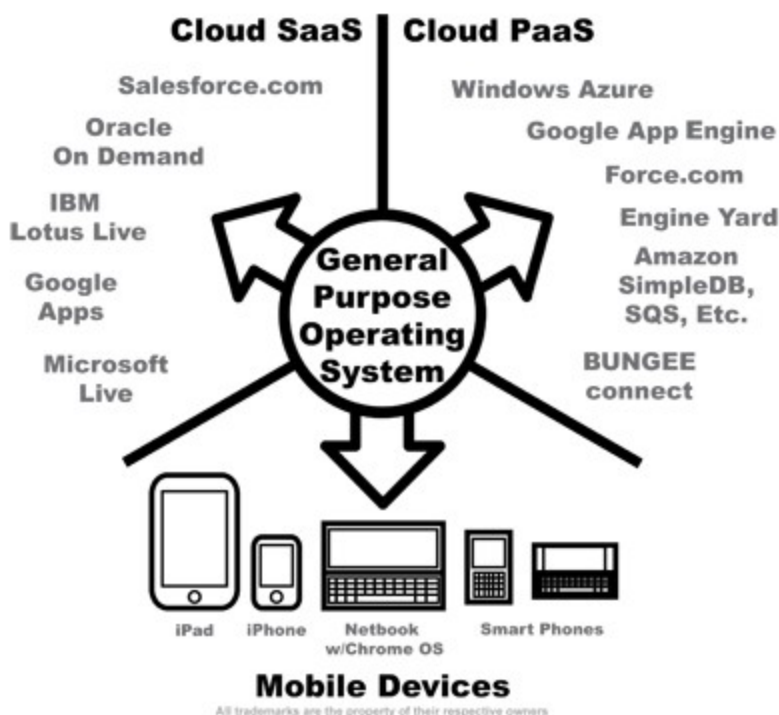 Cloud SaaS
Salesforce.com
Oracle
On Demand
IBM
Lotus Live
Google
Apps
Microsoft
Live
Cloud PaaS
Windows Azure
Google App Engine
Force.com
Engine Yard
Amazon
SimpleDB,
SQS, Etc.
BUNGEE
connect
General
Purpose
Operating
System
iPad
iPhone
Netbook
w/Chrome OS
Smart Phones
Mobile Devices
All trademarks are the property of their respective owners